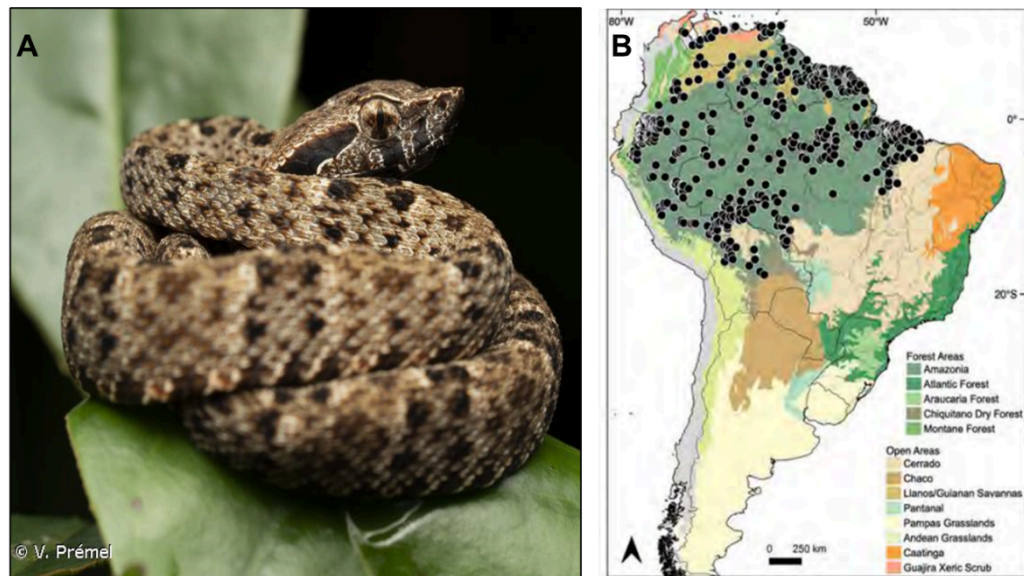 A
© V. Prémel
B
80°W
50°W
0°
20°S
Forest Areas
Amazonia
Atlantic Forest
Araucaria Forest
Chiquitano Dry Forest
Montane Forest
Open Areas
Cerrado
Chaco
Llanos/Guianan Savannas
Pantanal
Pampas Grasslands
Andean Grasslands
Caatinga
Guajira Xeric Scrub
0 250 km